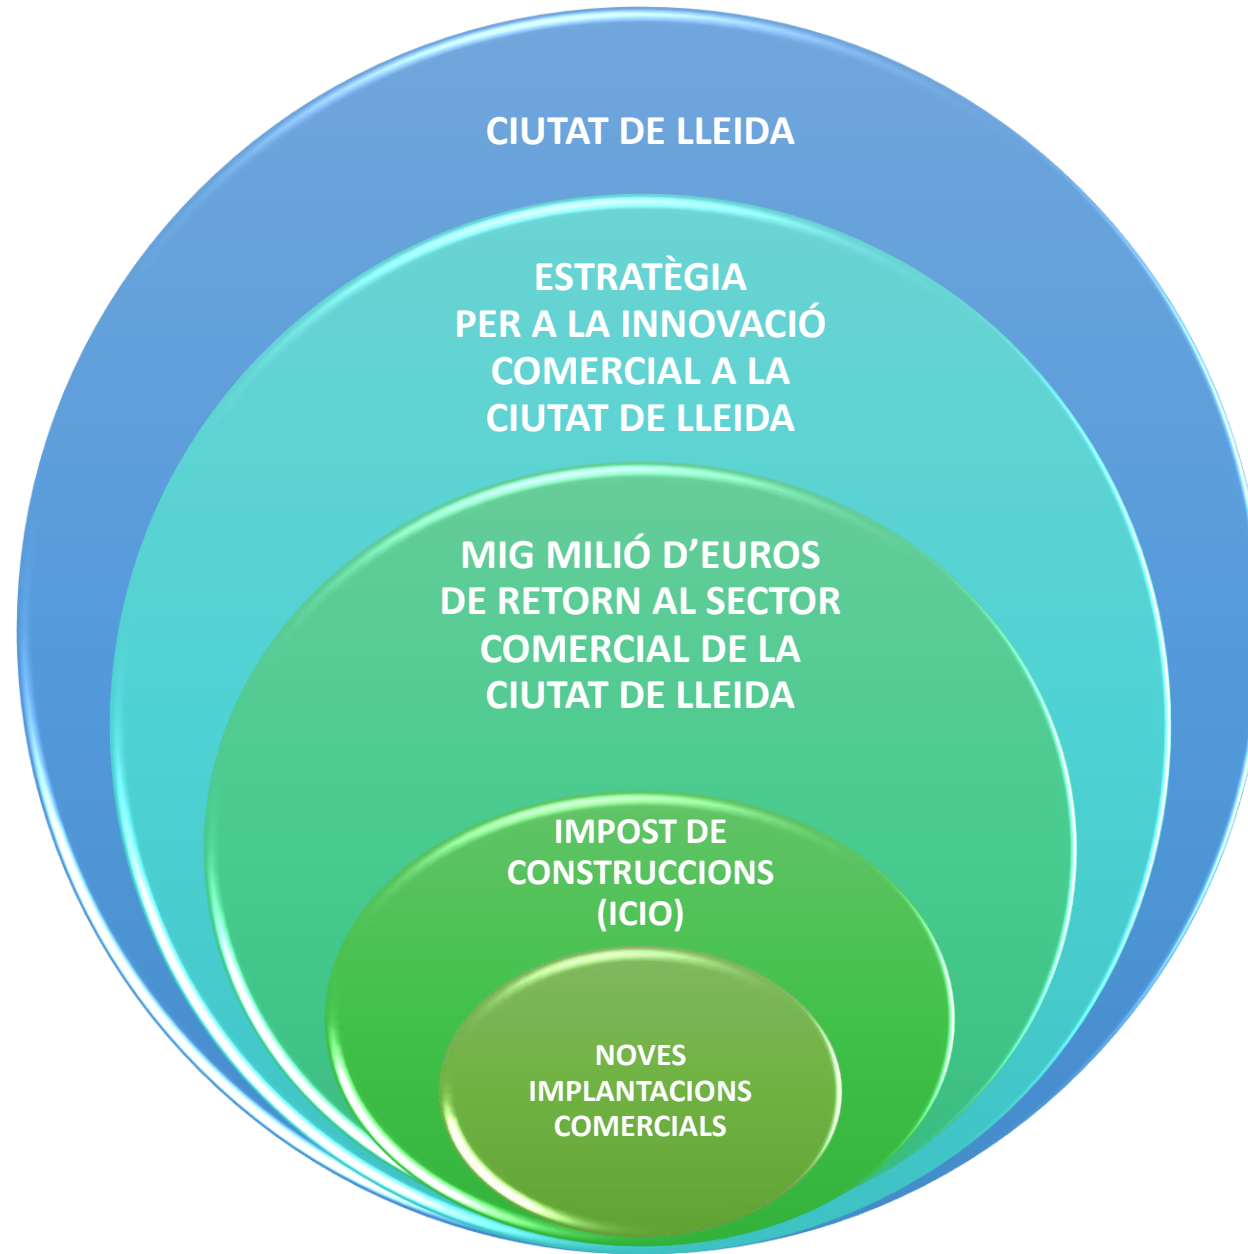 CIUTAT DE LLEIDA
ESTRATÈGIA
PER A LA INNOVACIÓ
COMERCIAL A LA
CIUTAT DE LLEIDA
MIG MILIÓ D’EUROS
DE RETORN AL SECTOR
COMERCIAL DE LA
CIUTAT DE LLEIDA
IMPOST DE
CONSTRUCCIONS
(ICIO)
NOVES
IMPLANTACIONS
COMERCIALS